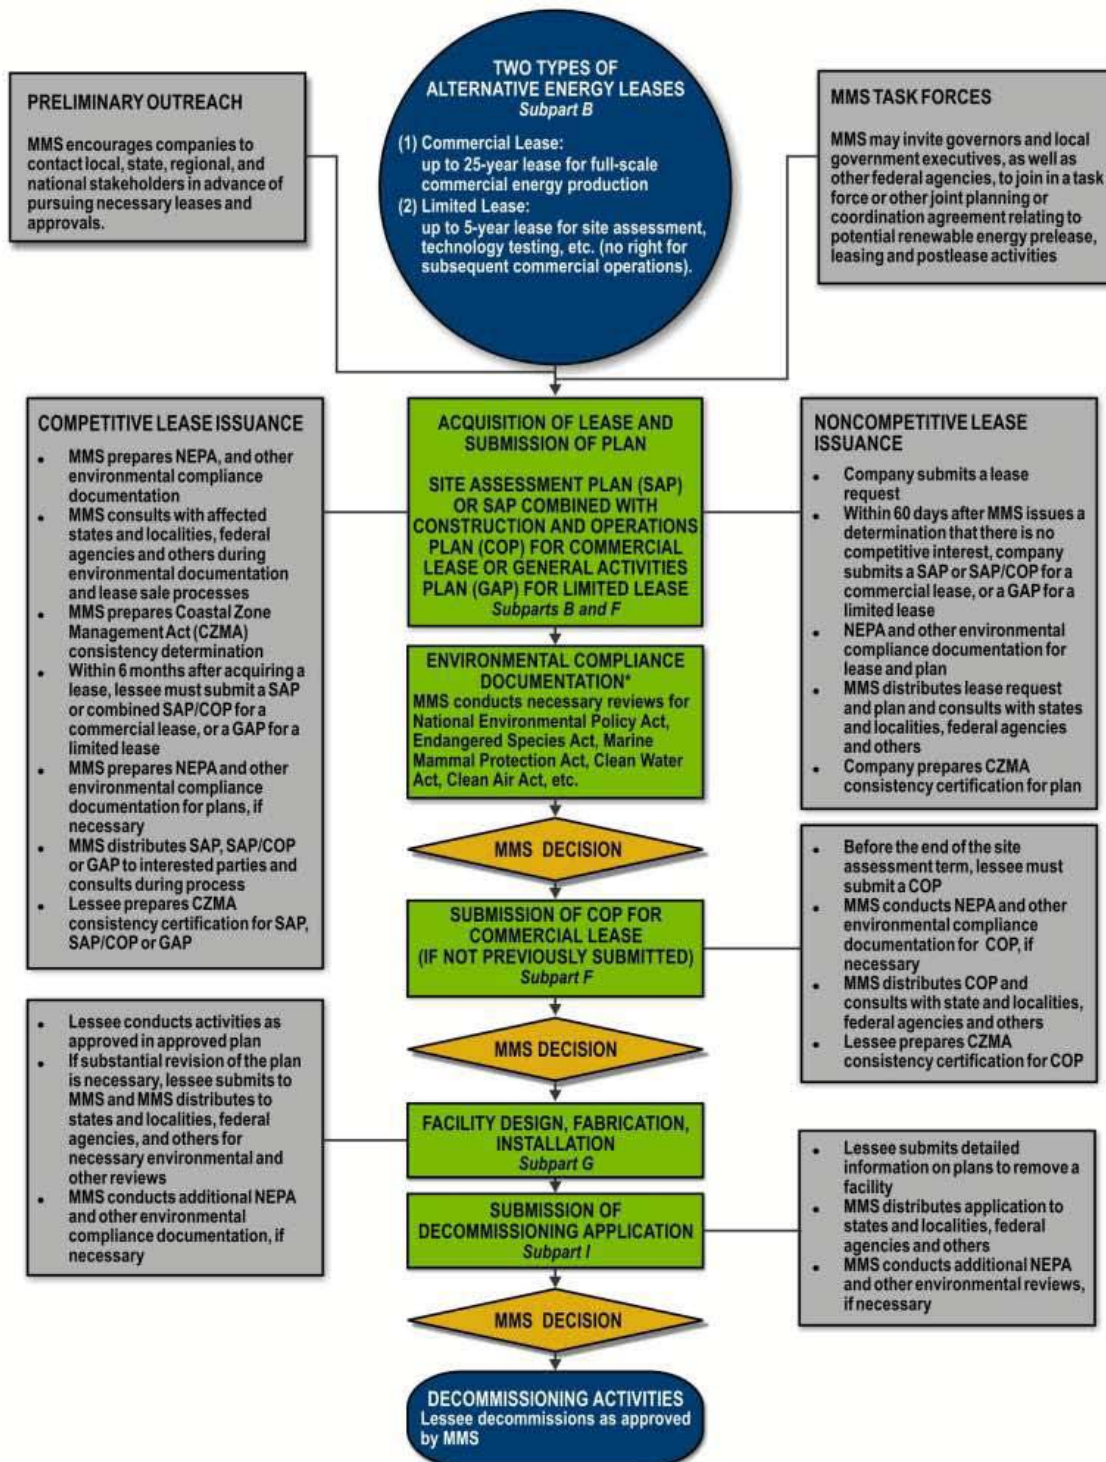 TWO TYPES OF
ALTERNATIVE ENERGY LEASES
Subpart B
(1) Commercial Lease:
up to 25-year lease for full-scale
commercial energy production
(2) Limited Lease:
up to 5-year lease for site assessment,
technology testing, etc. (no right for
subsequent commercial operations).
PRELIMINARY OUTREACH
MMS encourages companies to
contact local, state, regional, and
national stakeholders in advance of
pursuing necessary leases and
approvals.
MMS TASK FORCES
MMS may invite governors and local
government executives, as well as
other federal agencies, to join in a task
force or other joint planning or
coordination agreement relating to
potential renewable energy prelease,
leasing and postlease activities
COMPETITIVE LEASE ISSUANCE
• MMS prepares NEPA, and other
environmental compliance
documentation
• MMS consults with affected
states and localities, federal
agencies and others during
environmental documentation
and lease sale processes
• MMS prepares Coastal Zone
Management Act (CZMA)
consistency determination
• Within 6 months after acquiring a
lease, lessee must submit a SAP
or combined SAP/COP for a
commercial lease, or a GAP for a
limited lease
• MMS prepares NEPA and other
environmental compliance
documentation for plans, if
necessary
• MMS distributes SAP, SAP/COP
or GAP to interested parties and
consults during process
• Lessee prepares CZMA
consistency certification for SAP,
SAP/COP or GAP
ACQUISITION OF LEASE AND
SUBMISSION OF PLAN
SITE ASSESSMENT PLAN (SAP)
OR SAP COMBINED WITH
CONSTRUCTION AND OPERATIONS
PLAN (COP) FOR COMMERCIAL
LEASE OR GENERAL ACTIVITIES
PLAN (GAP) FOR LIMITED LEASE
Subparts B and F
NONCOMPETITIVE LEASE
ISSUANCE
• Company submits a lease
request
• Within 60 days after MMS issues a
determination that there is no
competitive interest, company
submits a SAP or SAP/COP for a
commercial lease, or a GAP for a
limited lease
• NEPA and other environmental
compliance documentation for
lease and plan
• MMS distributes lease request
and plan and consults with states
and localities, federal agencies
and others
• Company prepares CZMA
consistency certification for plan
ENVIRONMENTAL COMPLIANCE
DOCUMENTATION*
MMS conducts necessary reviews for
National Environmental Policy Act,
Endangered Species Act, Marine
Mammal Protection Act, Clean Water
Act, Clean Air Act, etc.
MMS DECISION
SUBMISSION OF COP FOR
COMMERCIAL LEASE
(IF NOT PREVIOUSLY SUBMITTED)
Subpart F
• Before the end of the site
assessment term, lessee must
submit a COP
• MMS conducts NEPA and other
environmental compliance
documentation for COP, if
necessary
• MMS distributes COP and
consults with state and localities,
federal agencies and others
• Lessee prepares CZMA
consistency certification for COP
MMS DECISION
• Lessee conducts activities as
approved in approved plan
• If substantial revision of the plan
is necessary, lessee submits to
MMS and MMS distributes to
states and localities, federal
agencies, and others for
necessary environmental and
other reviews
• MMS conducts additional NEPA
and other environmental
compliance documentation, if
necessary
FACILITY DESIGN, FABRICATION,
INSTALLATION
Subpart G
SUBMISSION OF
DECOMMISSIONING APPLICATION
Subpart I
• Lessee submits detailed
information on plans to remove a
facility
• MMS distributes application to
states and localities, federal
agencies and others
• MMS conducts additional NEPA
and other environmental reviews,
if necessary
MMS DECISION
DECOMMISSIONING ACTIVITIES
Lessee decommissions as approved
by MMS